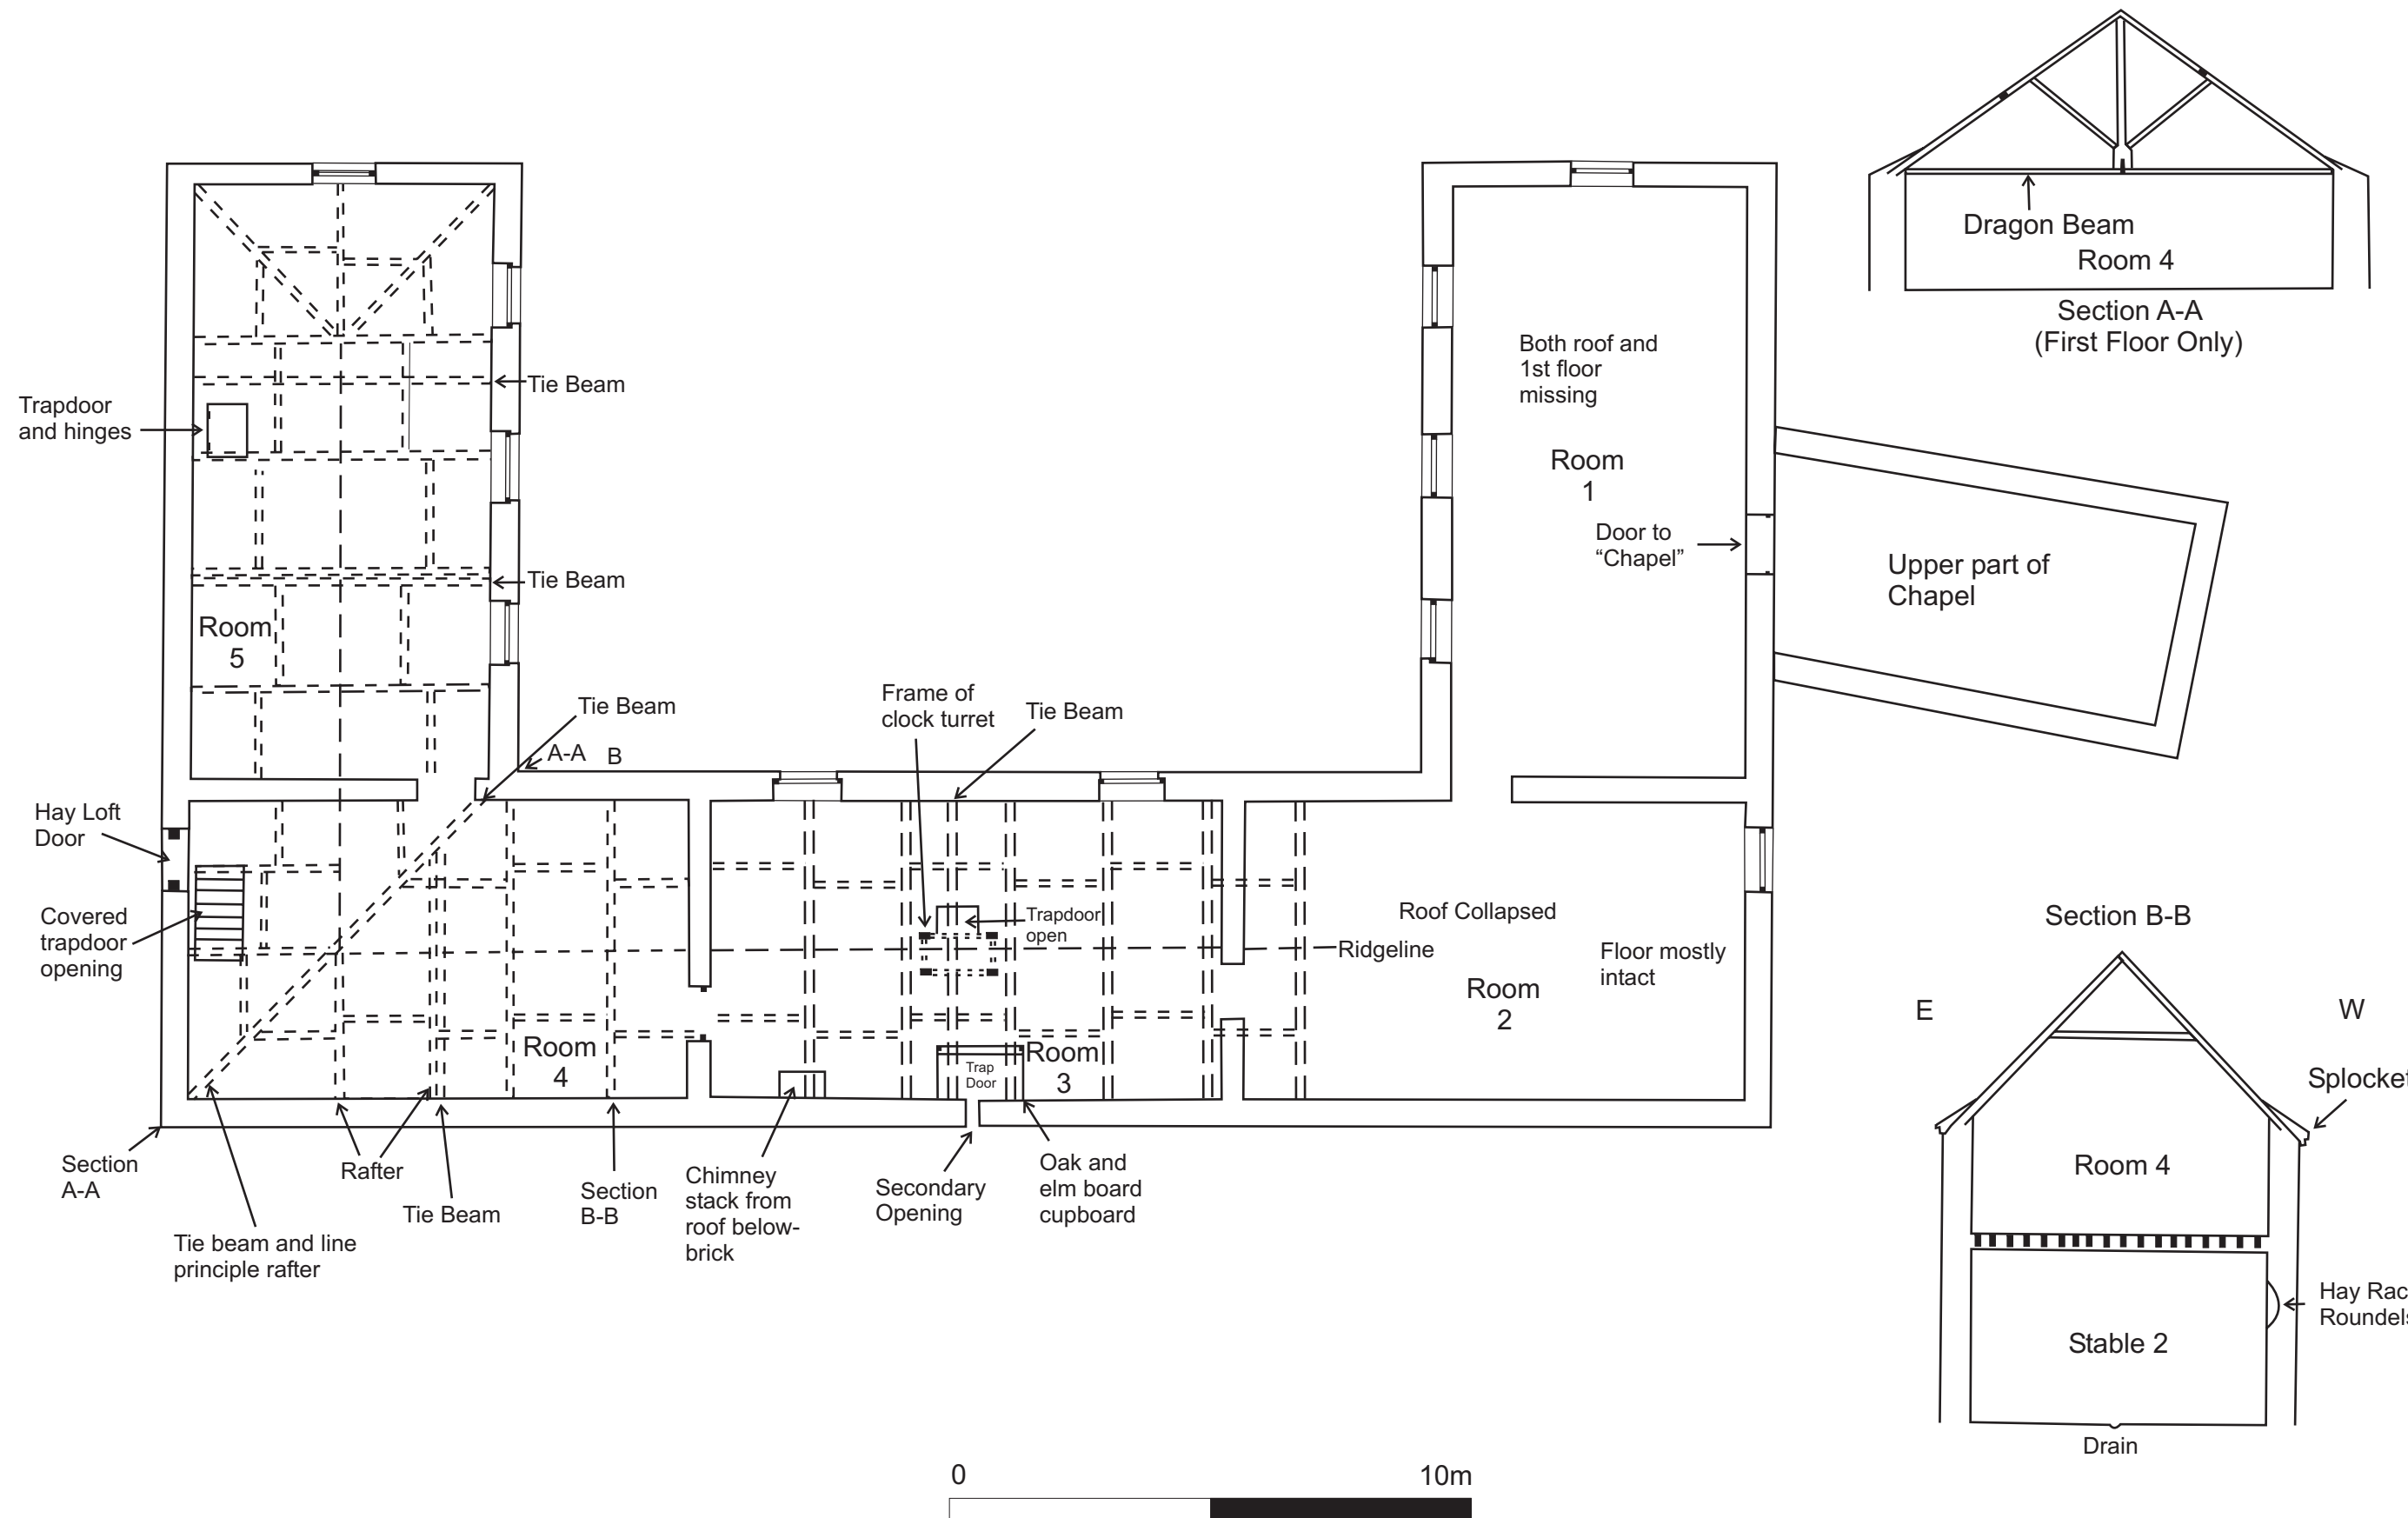 Dragon Beam
Room 4
Section A-A
(First Floor Only)
Both roof and
1st floor
missing
Tie Beam
Trapdoor
and hinges
Room
1
Door to
“Chapel”
Upper part of
Chapel
Tie Beam
Room
5
Tie Beam
A-A
B
Frame of
clock turret
Tie Beam
Hay Loft
Door
Covered
trapdoor
opening
Trapdoor
open
Ridgeline
Roof Collapsed
Floor mostly
intact
Room
2
Room
4
Trap
Door
Room
3
Section
A-A
Rafter
Tie Beam
Tie beam and line
principle rafter
Section
B-B
Chimney
stack from
roof below-
brick
Secondary
Opening
Oak and
elm board
cupboard
Section B-B
E
W
Splocket
Room 4
Hay Rac
Roundels
Stable 2
Drain
0
10m